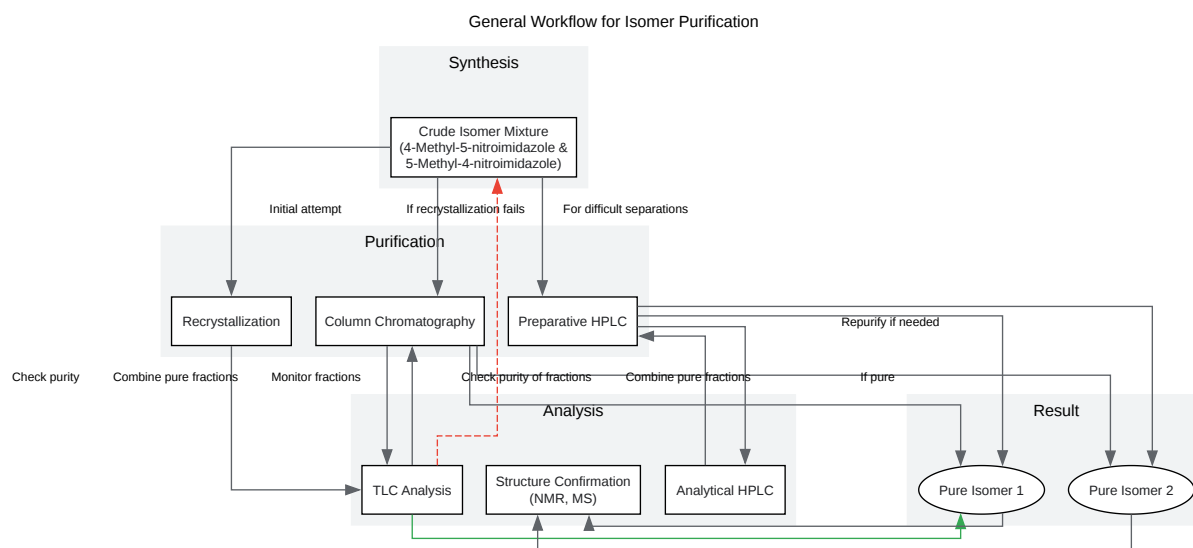 General Workflow for Isomer Purification
Synthesis
Crude Isomer Mixture
(4-Methyl-5-nitroimidazole &
5-Methyl-4-nitroimidazole)
Initial attempt
If recrystallization fails
For difficult separations
Purification
Recrystallization
Column Chromatography
Preparative HPLC
Repurify if needed
Check purity
Combine pure fractions
Monitor fractions
Check purity of fractions
Combine pure fractions
If pure
Analysis
Result
TLC Analysis
Structure Confirmation
(NMR, MS)
Analytical HPLC
Pure Isomer 1
Pure Isomer 2